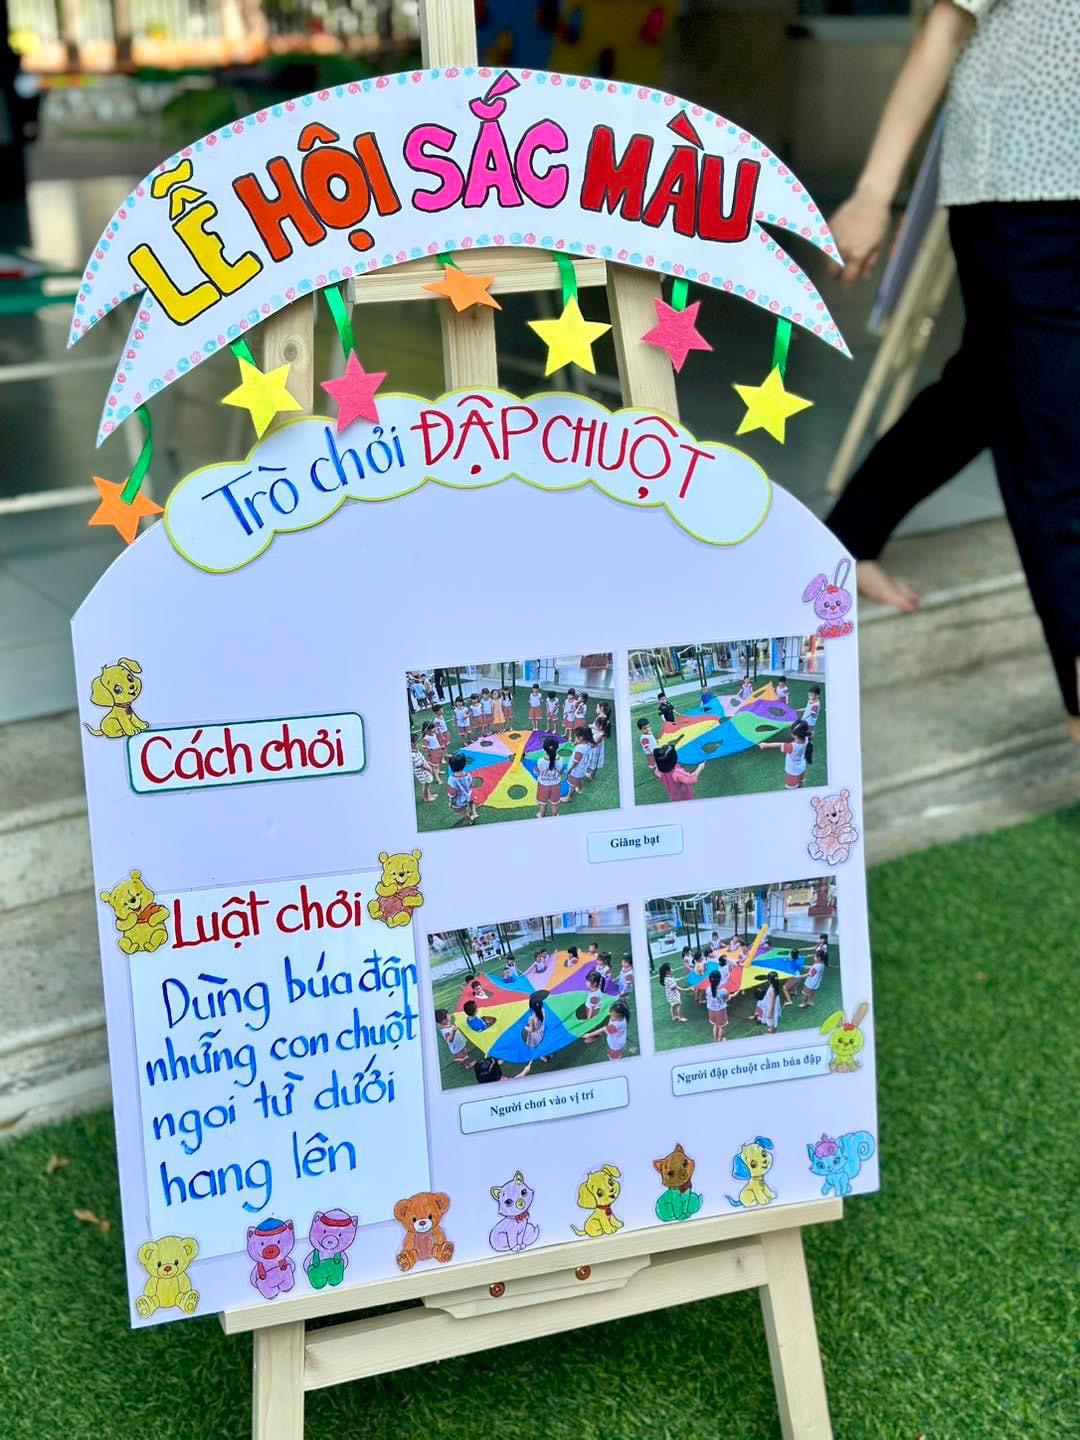 LỄ HỘI SẮC MÀU
Trò chơi ĐẬP CHUỘT
Cách chơi
Giăng bạt
Luật chơi
Dùng búa đập
những con chuột
ngoi từ dưới
hang lên
Người chơi vào vị trí
Người đập chuột cầm búa đập